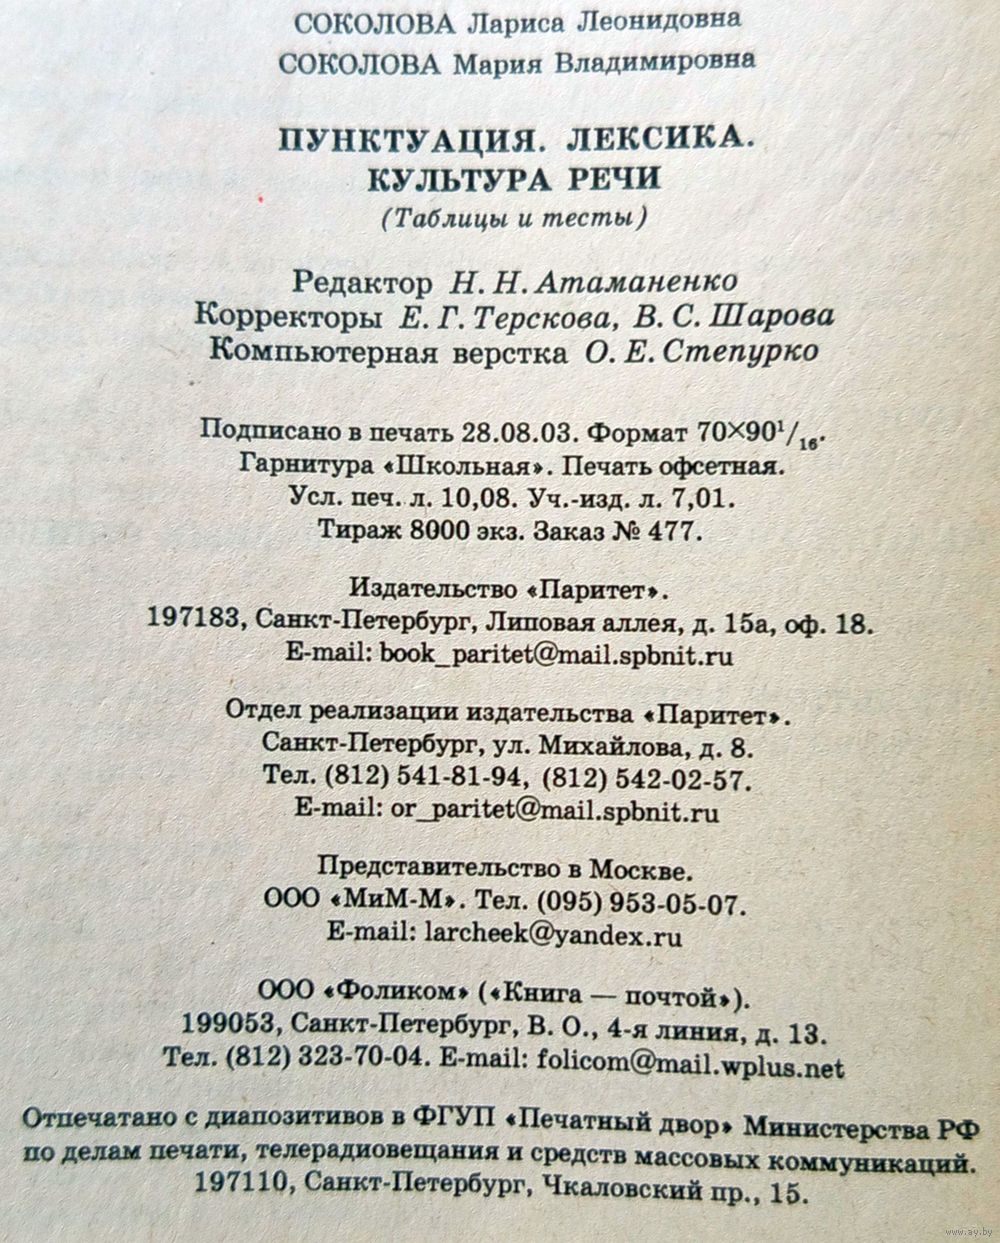 СОКОЛОВА Лариса Леонидовна
СОКОЛОВА Мария Владимировна
ПУНКТУАЦИЯ. ЛЕКСИКА.
КУЛЬТУРА РЕЧИ
(Таблицы и тесты)
Редактор Н. Н. Атаманенко
Корректоры Е. Г. Терскова, В. С. Шарова
Компьютерная верстка О. Е. Степурко
Подписано в печать 28.08.03. Формат 70×90¹/₁₆.
Гарнитура «Школьная». Печать офсетная.
Усл. печ. л. 10,08. Уч.-изд. л. 7,01.
Тираж 8000 экз. Заказ № 477.
Издательство «Паритет».
197183, Санкт-Петербург, Липовая аллея, д. 15а, оф. 18.
E-mail: book_paritet@mail.spbnit.ru
Отдел реализации издательства «Паритет».
Санкт-Петербург, ул. Михайлова, д. 8.
Тел. (812) 541-81-94, (812) 542-02-57.
E-mail: or_paritet@mail.spbnit.ru
Представительство в Москве.
ООО «МиМ-М». Тел. (095) 953-05-07.
E-mail: larcheek@yandex.ru
ООО «Фоликом» («Книга — почтой»).
199053, Санкт-Петербург, В. О., 4-я линия, д. 13.
Тел. (812) 323-70-04. E-mail: folicom@mail.wplus.net
Отпечатано с диапозитивов в ФГУП «Печатный двор» Министерства РФ
по делам печати, телерадиовещания и средств массовых коммуникаций.
197110, Санкт-Петербург, Чкаловский пр., 15.
www.ay.by